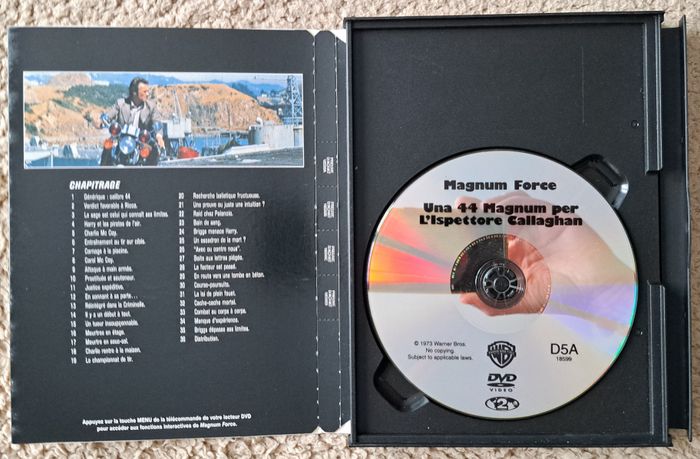 CHAPITRAGE
1 Générique : calibre 44
2 Verdict favorable à Ricca.
3 Le sage est celui qui connaît ses limites.
4 Harry et les pirates de l'air.
5 Charlie Mc Coy.
6 Entraînement au tir sur cible.
7 Carnage à la piscine.
8 Carol Mc Coy.
9 Attaque à main armée.
10 Prostituée et souteneur.
11 Justice expéditive.
12 En sonnant à sa porte...
13 Réintégré dans la Criminelle.
14 Il y a un début à tout.
15 Un tueur insoupçonnable.
16 Meurtres en étage.
17 Meurtre en sous-sol.
18 Charlie rentre à la maison.
19 Le championnat de tir.
20 Recherche balistique fructueuse.
21 Une preuve ou juste une intuition ?
22 Raid chez Palancio.
23 Bain de sang.
24 Briggs menace Harry.
25 Un escadron de la mort ?
26 "Avec ou contre nous".
27 Boîte aux lettres piégée.
28 Le facteur est passé.
29 En route vers une tombe en béton.
30 Course-poursuite.
31 La loi de plein fouet.
32 Cache-cache mortel.
33 Combat au corps à corps.
34 Manque d'expérience.
35 Briggs dépasse ses limites.
36 Distribution.
Appuyez sur la touche MENU de la télécommande de votre lecteur DVD
pour accéder aux fonctions interactives de Magnum Force.
Magnum Force
Una 44 Magnum per
L'Ispettore Callaghan
© 1973 Warner Bros.
No copying.
Subject to applicable laws.
WB
D5A
18599
DVD
VIDEO
2